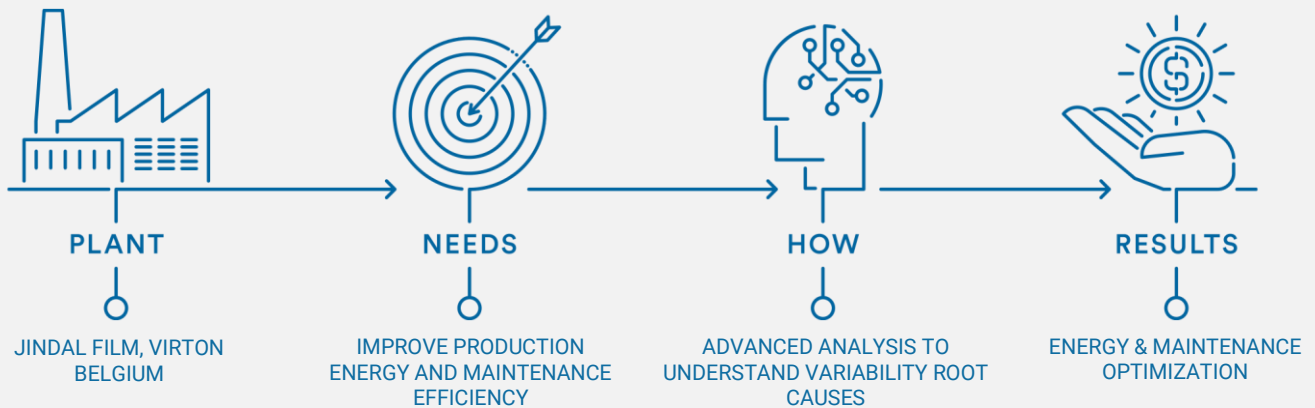 PLANT
JINDAL FILM, VIRTON
BELGIUM
NEEDS
IMPROVE PRODUCTION
ENERGY AND MAINTENANCE
EFFICIENCY
HOW
ADVANCED ANALYSIS TO
UNDERSTAND VARIABILITY ROOT
CAUSES
$
RESULTS
ENERGY & MAINTENANCE
OPTIMIZATION